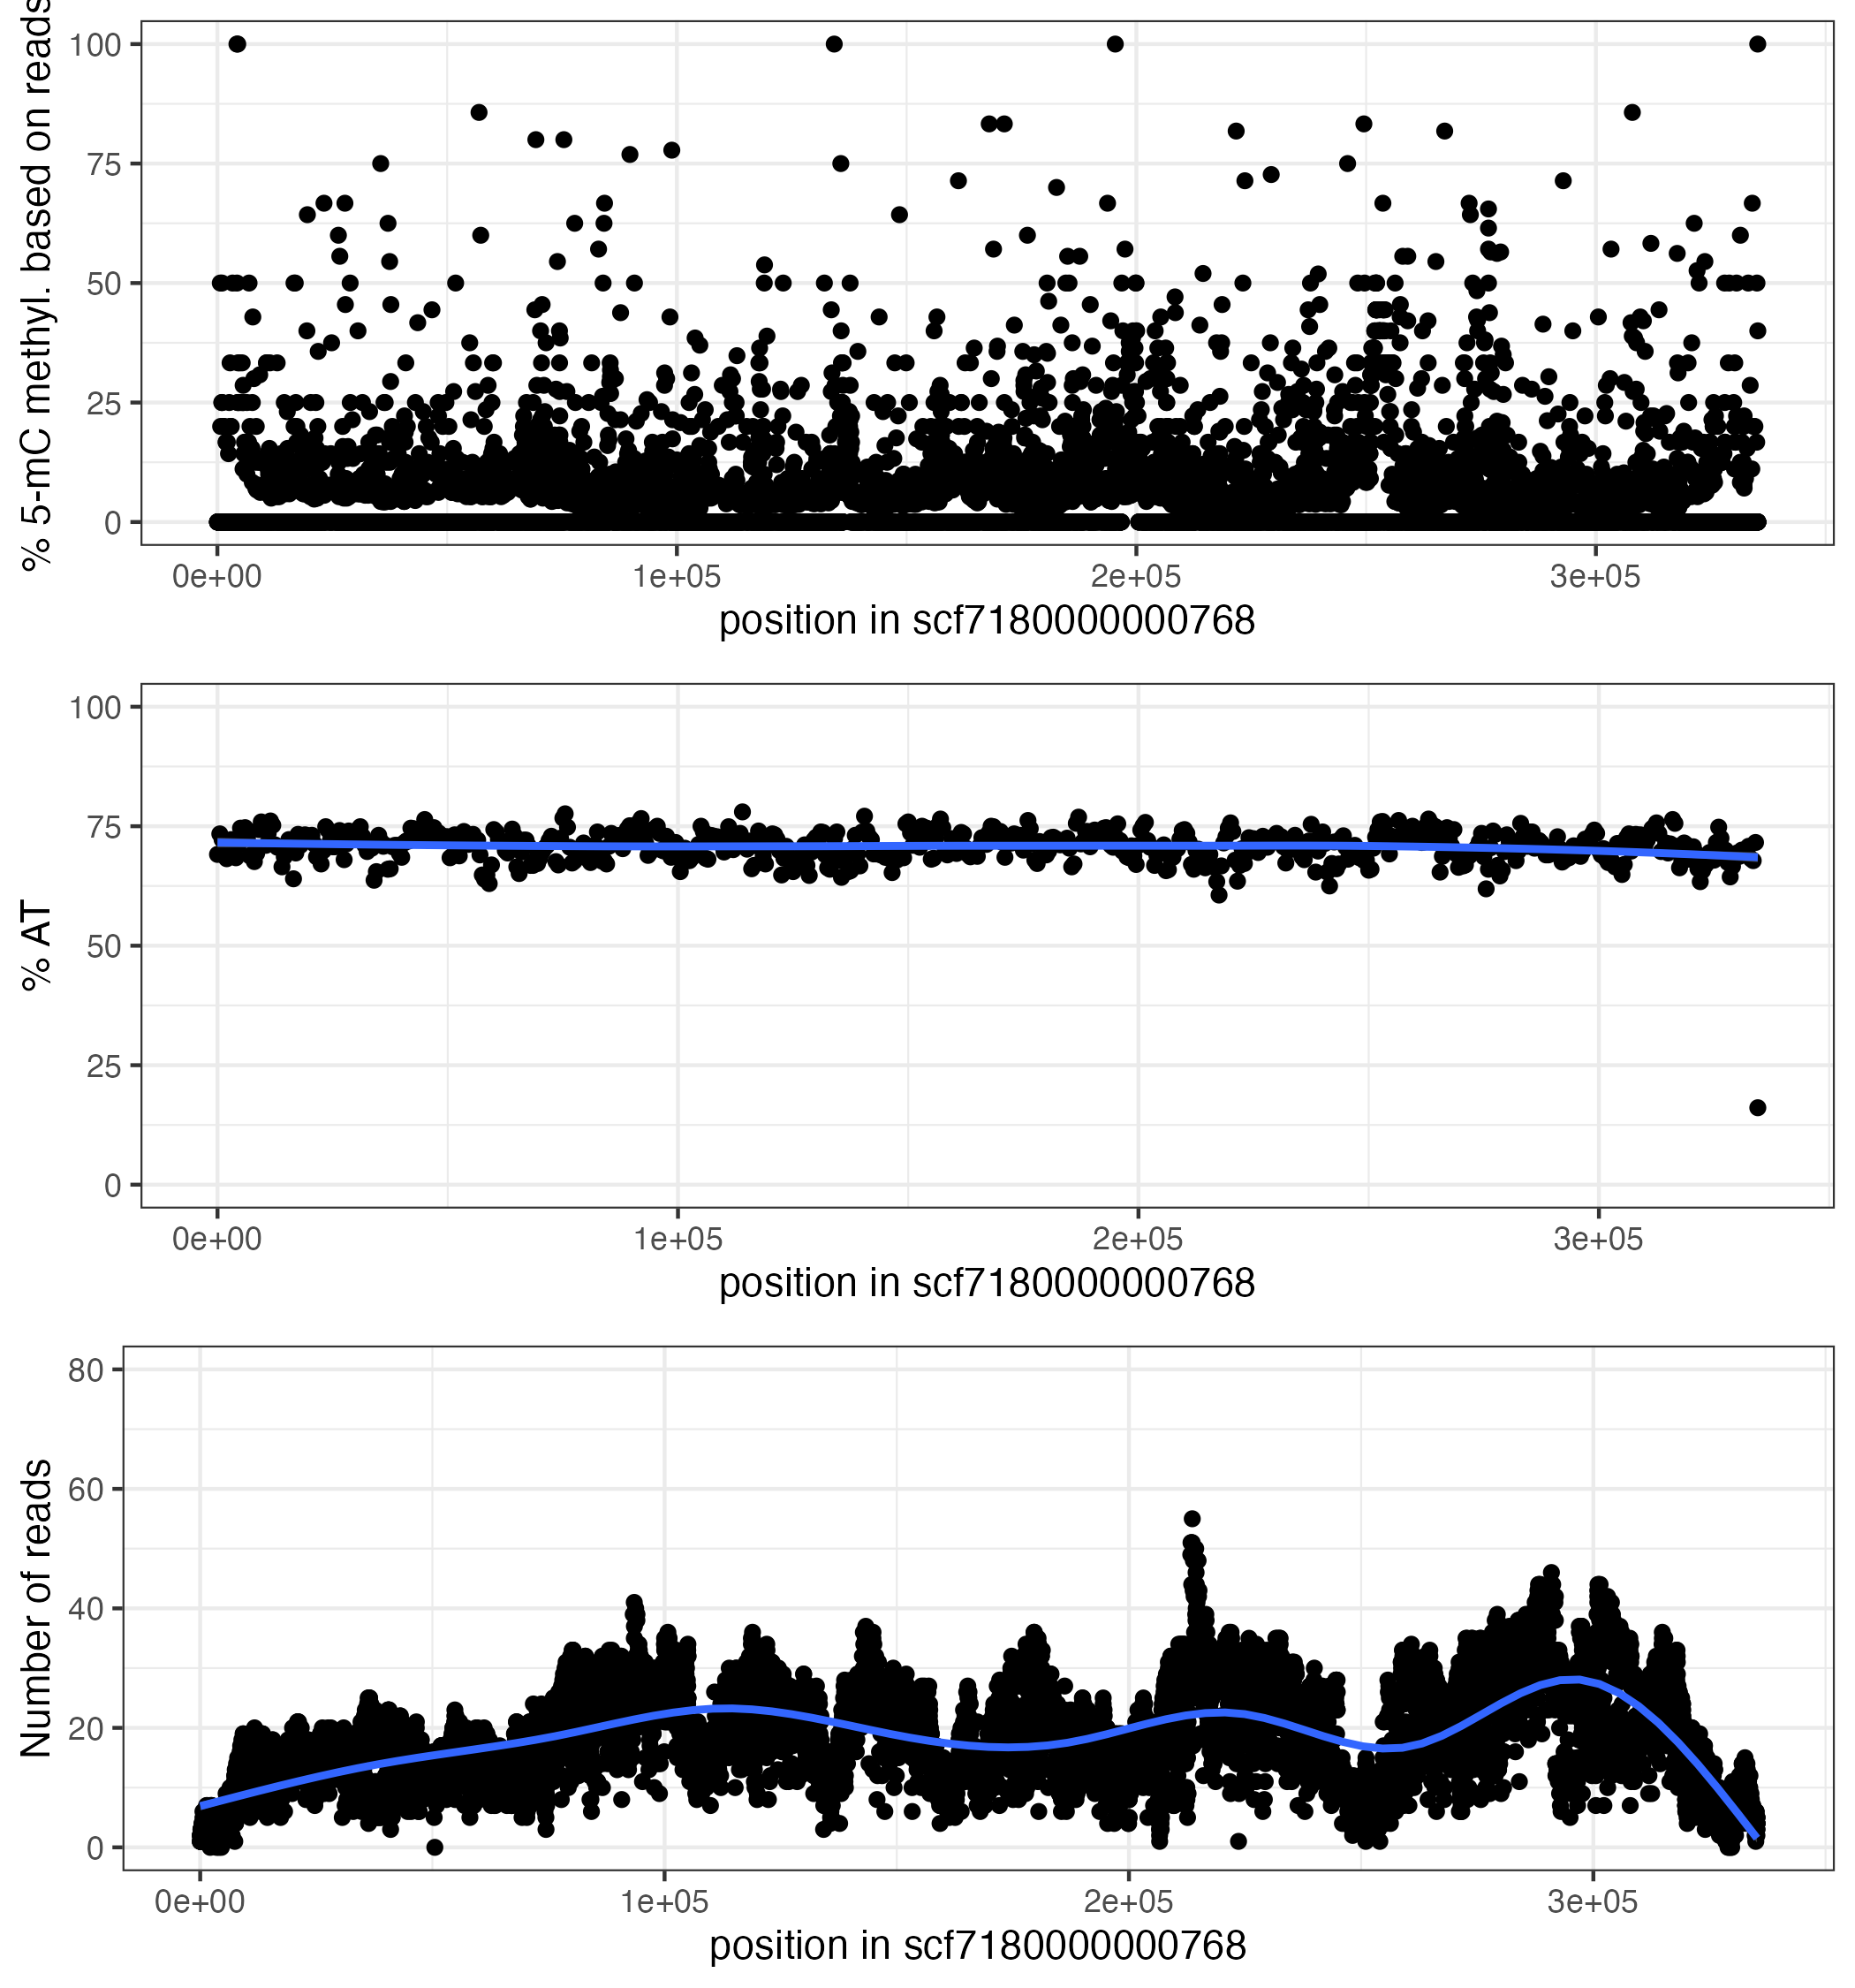 % 5-mC methyl. based on reads
100
75
50
25
0
0e+00 1e+05 2e+05 3e+05
position in scf7180000000768
% AT
100
75
50
25
0
0e+00 1e+05 2e+05 3e+05
position in scf7180000000768
Number of reads
80
60
40
20
0
0e+00 1e+05 2e+05 3e+05
position in scf7180000000768